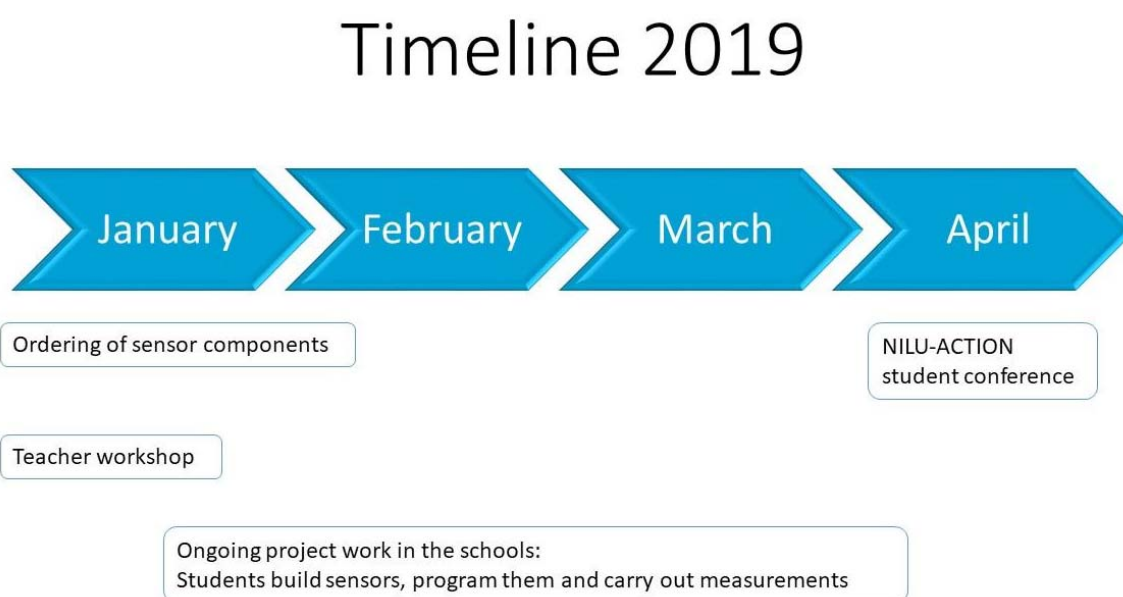 Timeline 2019
January
February
March
April
Ordering of sensor components
NILU-ACTION
student conference
Teacher workshop
Ongoing project work in the schools:
Students build sensors, program them and carry out measurements